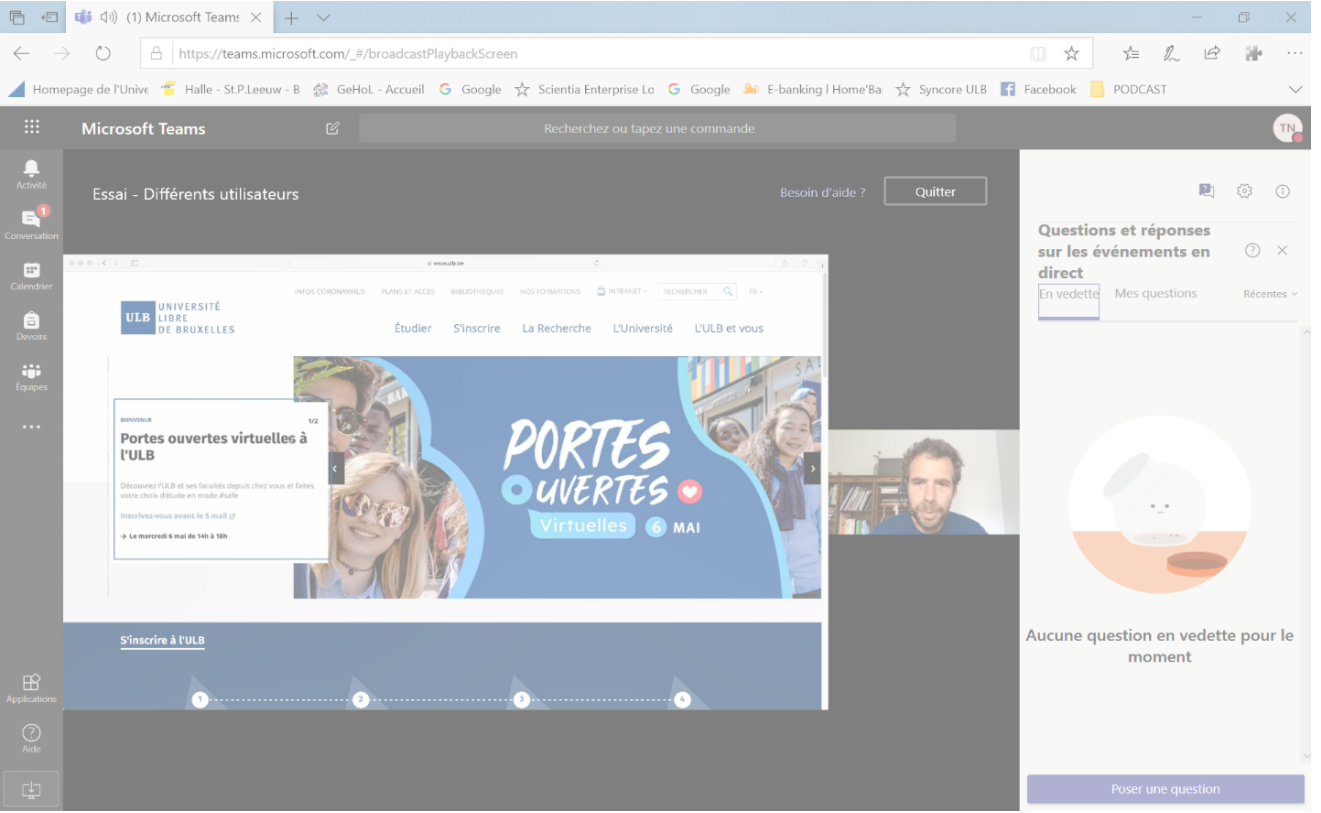 (1) Microsoft Teams
https://teams.microsoft.com/_#/broadcastPlaybackScreen
Homepage de l'Unive Halle - St.P.Leeuw - B GeHoL - Accueil Google Scientia Enterprise Lo Google E-banking l Home'Ba Syncore ULB Facebook PODCAST
Microsoft Teams
Recherchez ou tapez une commande
TN
Activité
1
Conversation
Calendrier
Devoirs
Équipes
Applications
Aide
Essai - Différents utilisateurs
Besoin d'aide ?
Quitter
www.ulb.be
INFOS CORONAVIRUS PLANS ET ACCÈS BIBLIOTHÈQUES NOS FORMATIONS INTRANET RECHERCHER FR
ULB
UNIVERSITÉ
LIBRE
DE BRUXELLES
Étudier S'inscrire La Recherche L'Université L'ULB et vous
BIENVENUE
1/2
Portes ouvertes virtuelles à
l'ULB
Découvrez l'ULB et ses facultés depuis chez vous et faites
votre choix d'étude en mode #safe
Inscrivez-vous avant le 5 mai!
→ Le mercredi 6 mai de 14h à 18h
SAL
PORTES
OUVERTES
Virtuelles 6 MAI
S'inscrire à l'ULB
1 2 3 4
Questions et réponses
sur les événements en
direct
En vedette Mes questions Récentes
Aucune question en vedette pour le
moment
Poser une question